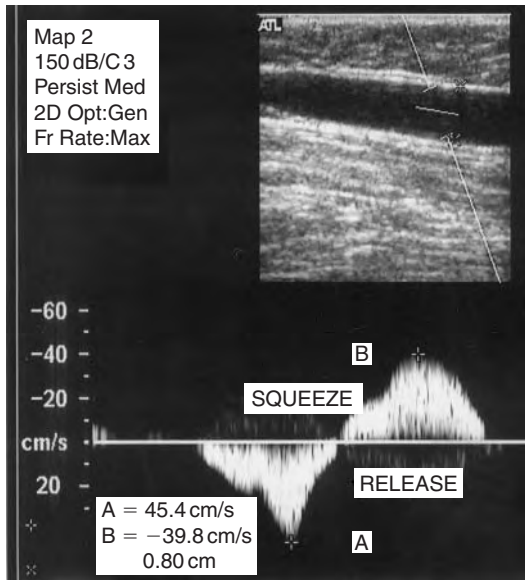 Map 2
150 dB/C 3
Persist Med
2D Opt:Gen
Fr Rate:Max
ATL
-60
-40
B
-20
SQUEEZE
cm/s
20
RELEASE
A = 45.4 cm/s
B = −39.8 cm/s
0.80 cm
A